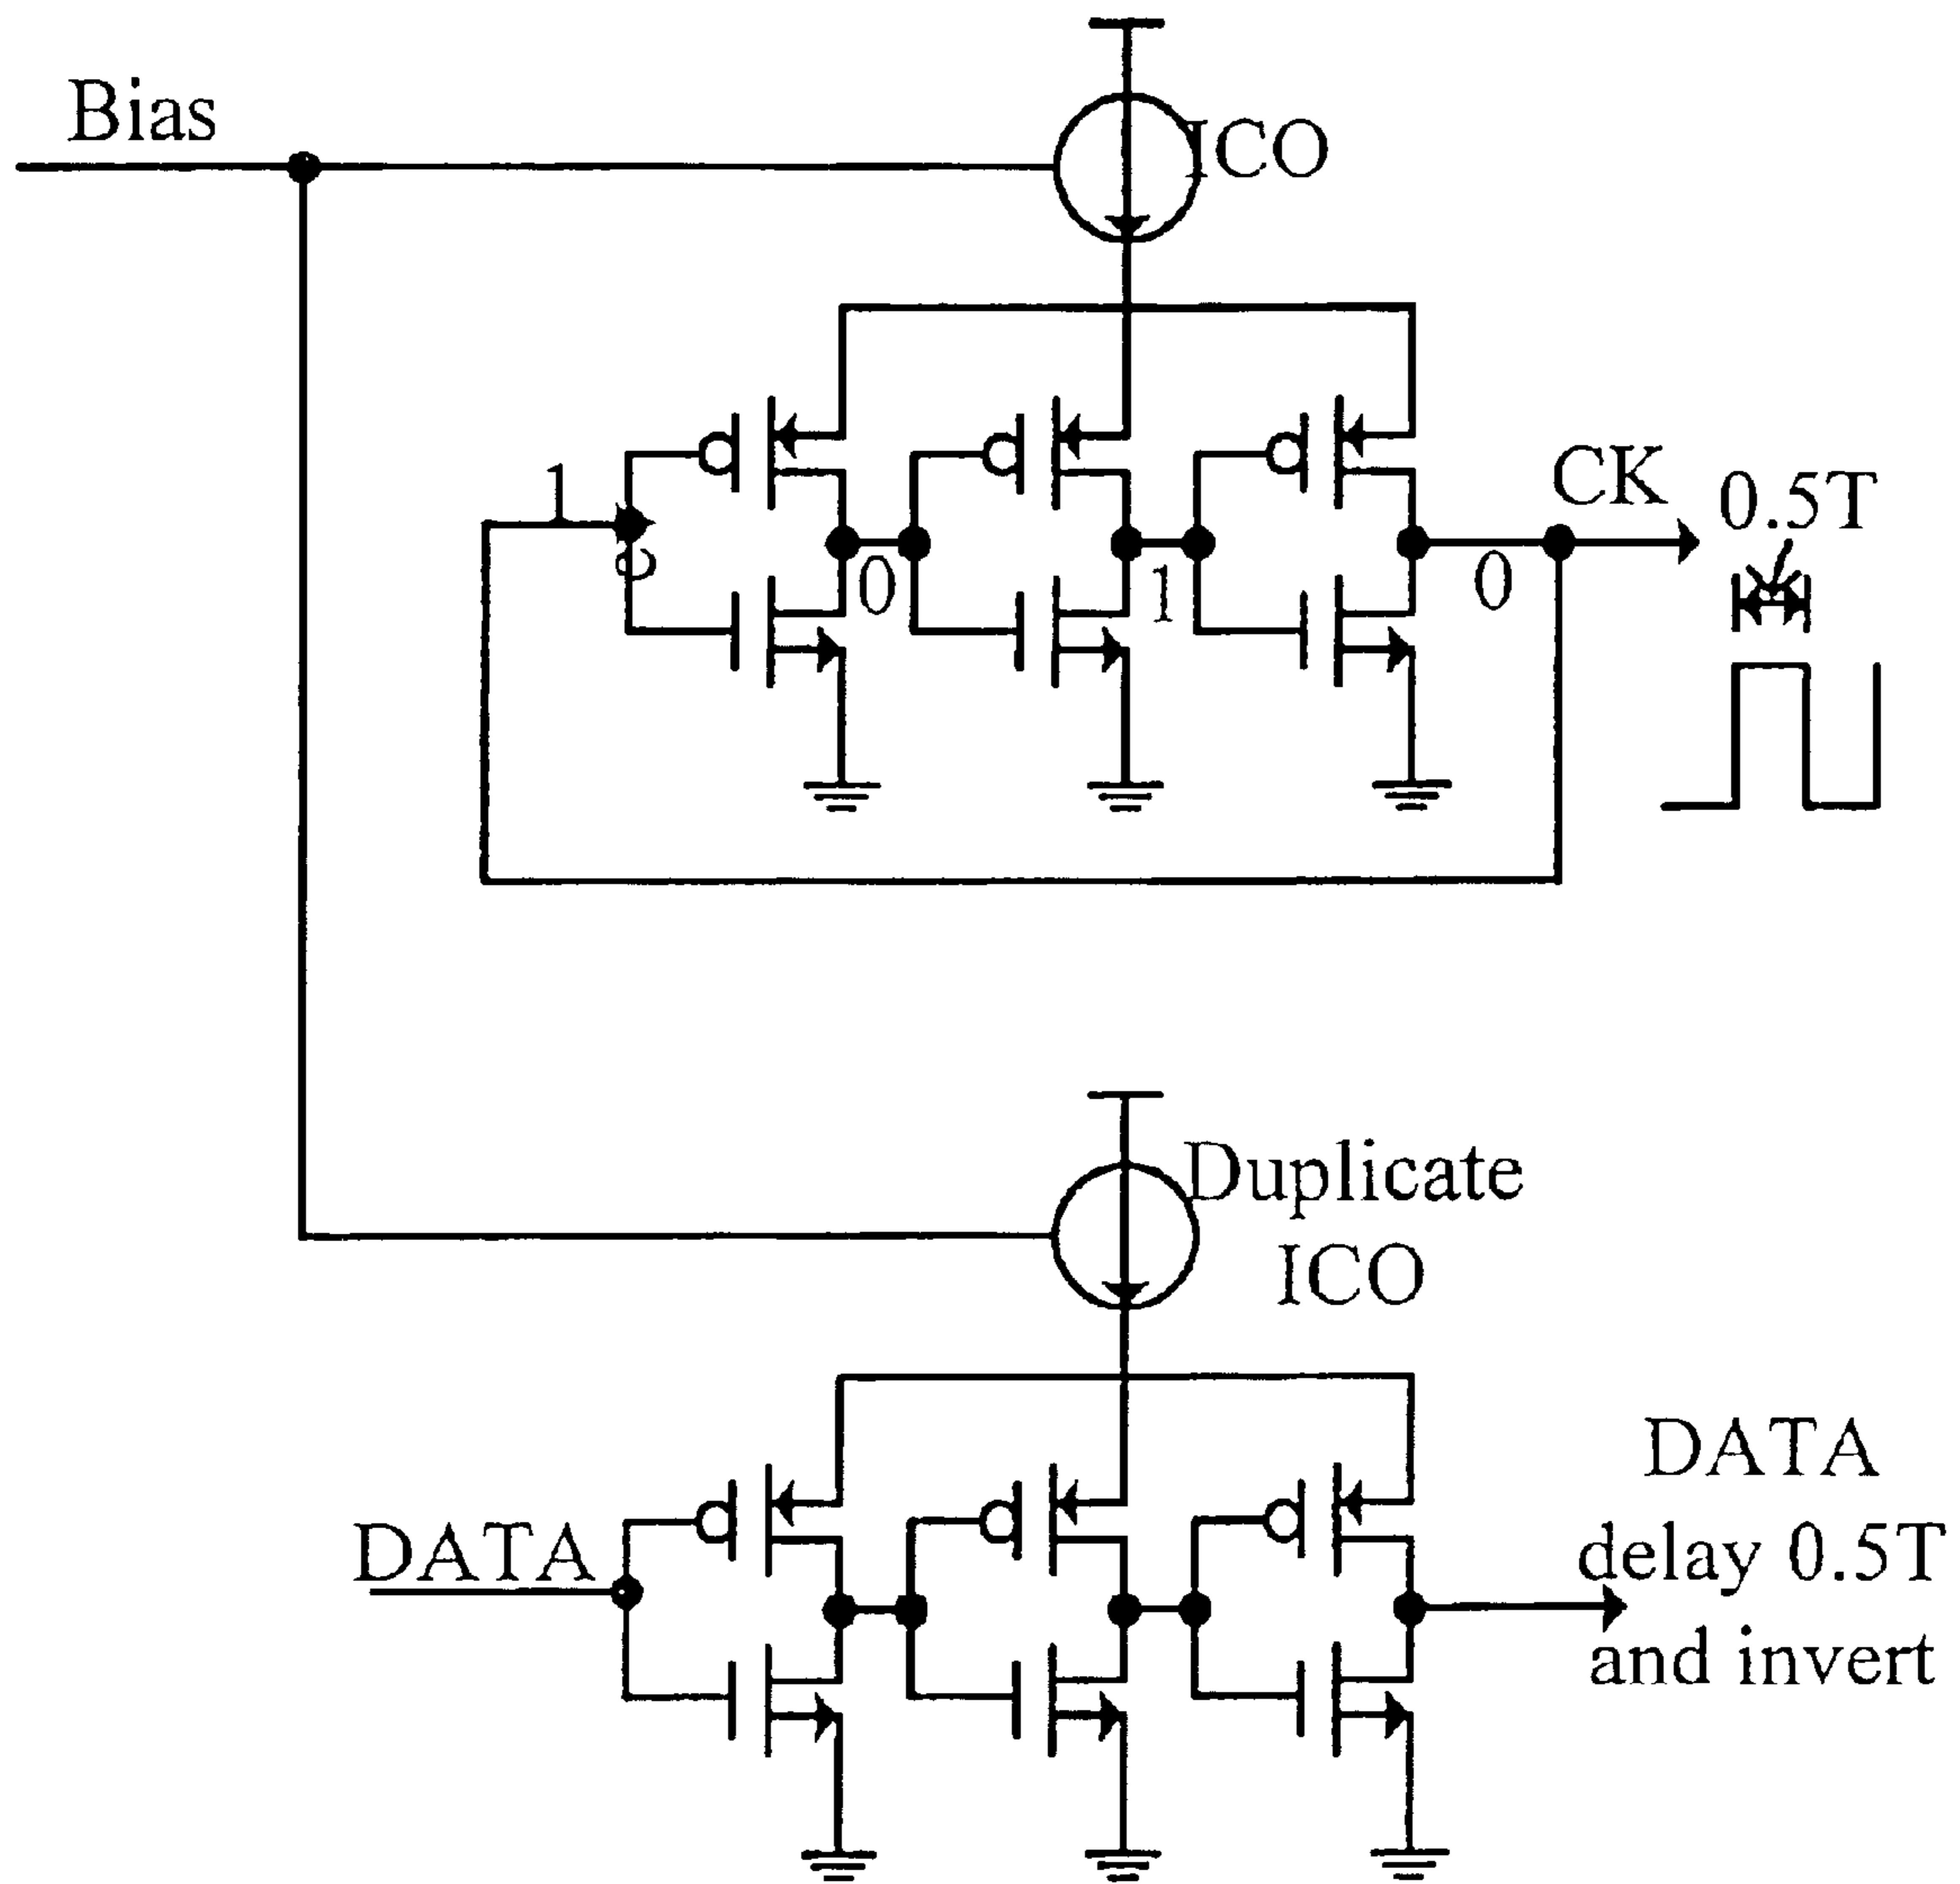 Bias
ICO
CK
0.5T
1
0
1
0
Duplicate
ICO
DATA
DATA
delay 0.5T
and invert